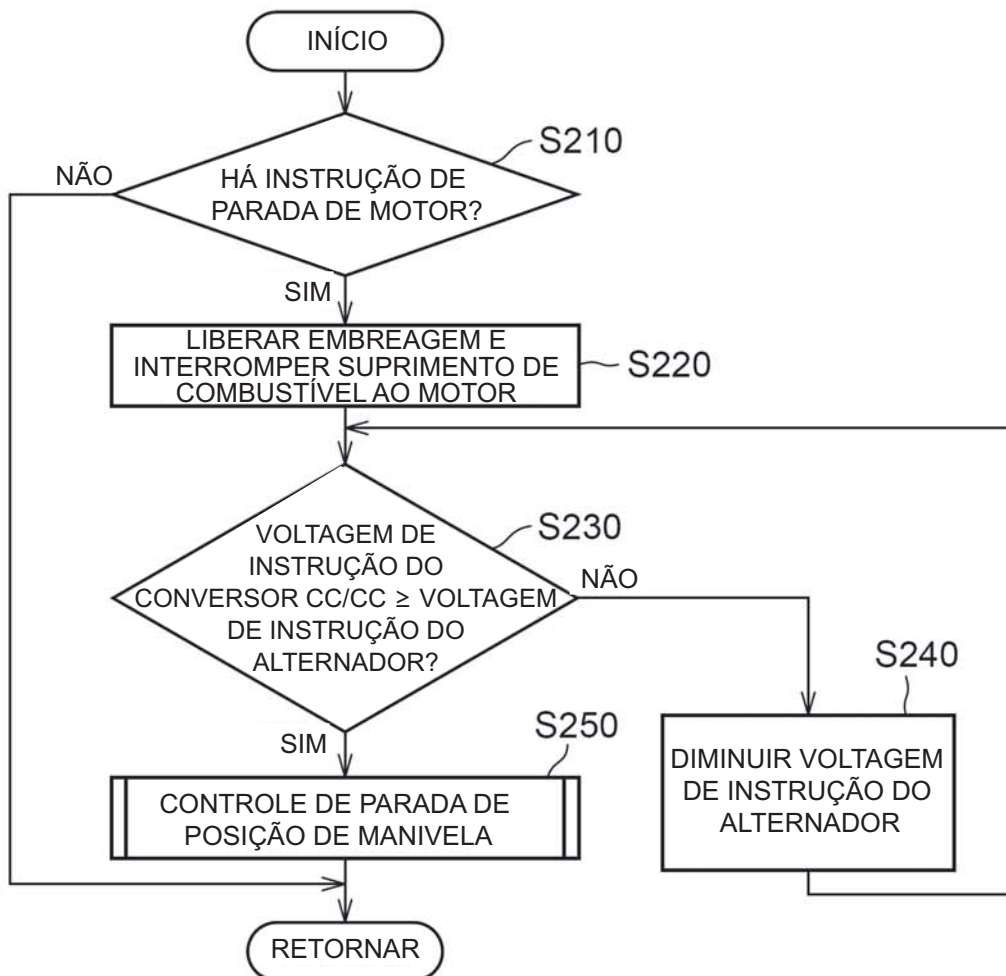 INÍCIO
S210
NÃO
HÁ INSTRUÇÃO DE
PARADA DE MOTOR?
SIM
LIBERAR EMBREAGEM E
INTERROMPER SUPRIMENTO DE
COMBUSTÍVEL AO MOTOR
S220
S230
VOLTAGEM DE
INSTRUÇÃO DO
CONVERSOR CC/CC ≥ VOLTAGEM
DE INSTRUÇÃO DO
ALTERNADOR?
NÃO
S240
DIMINUIR VOLTAGEM
DE INSTRUÇÃO DO
ALTERNADOR
SIM
S250
CONTROLE DE PARADA DE
POSIÇÃO DE MANIVELA
RETORNAR